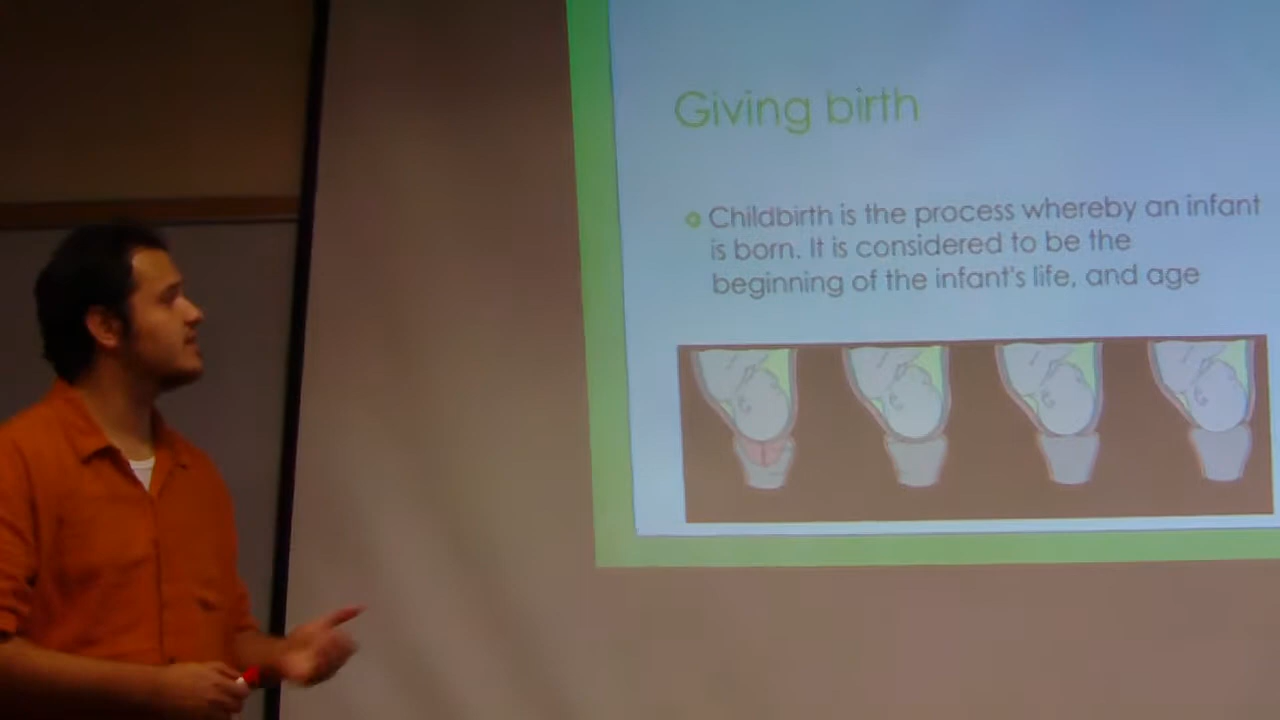 Giving birth
Childbirth is the process whereby an infant
is born. It is considered to be the
beginning of the infant's life, and age